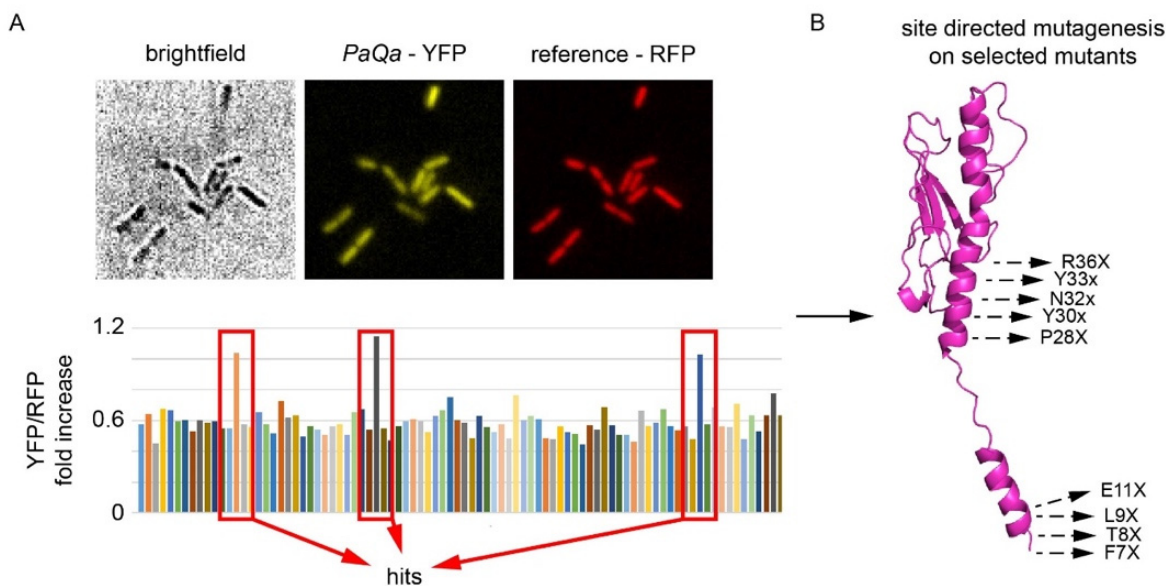 A
brightfield
PaQa - YFP
reference - RFP
YFP/RFP
fold increase
1.2
0.6
0
hits
B
site directed mutagenesis
on selected mutants
R36X
Y33x
N32x
Y30x
P28X
E11X
L9X
T8X
F7X